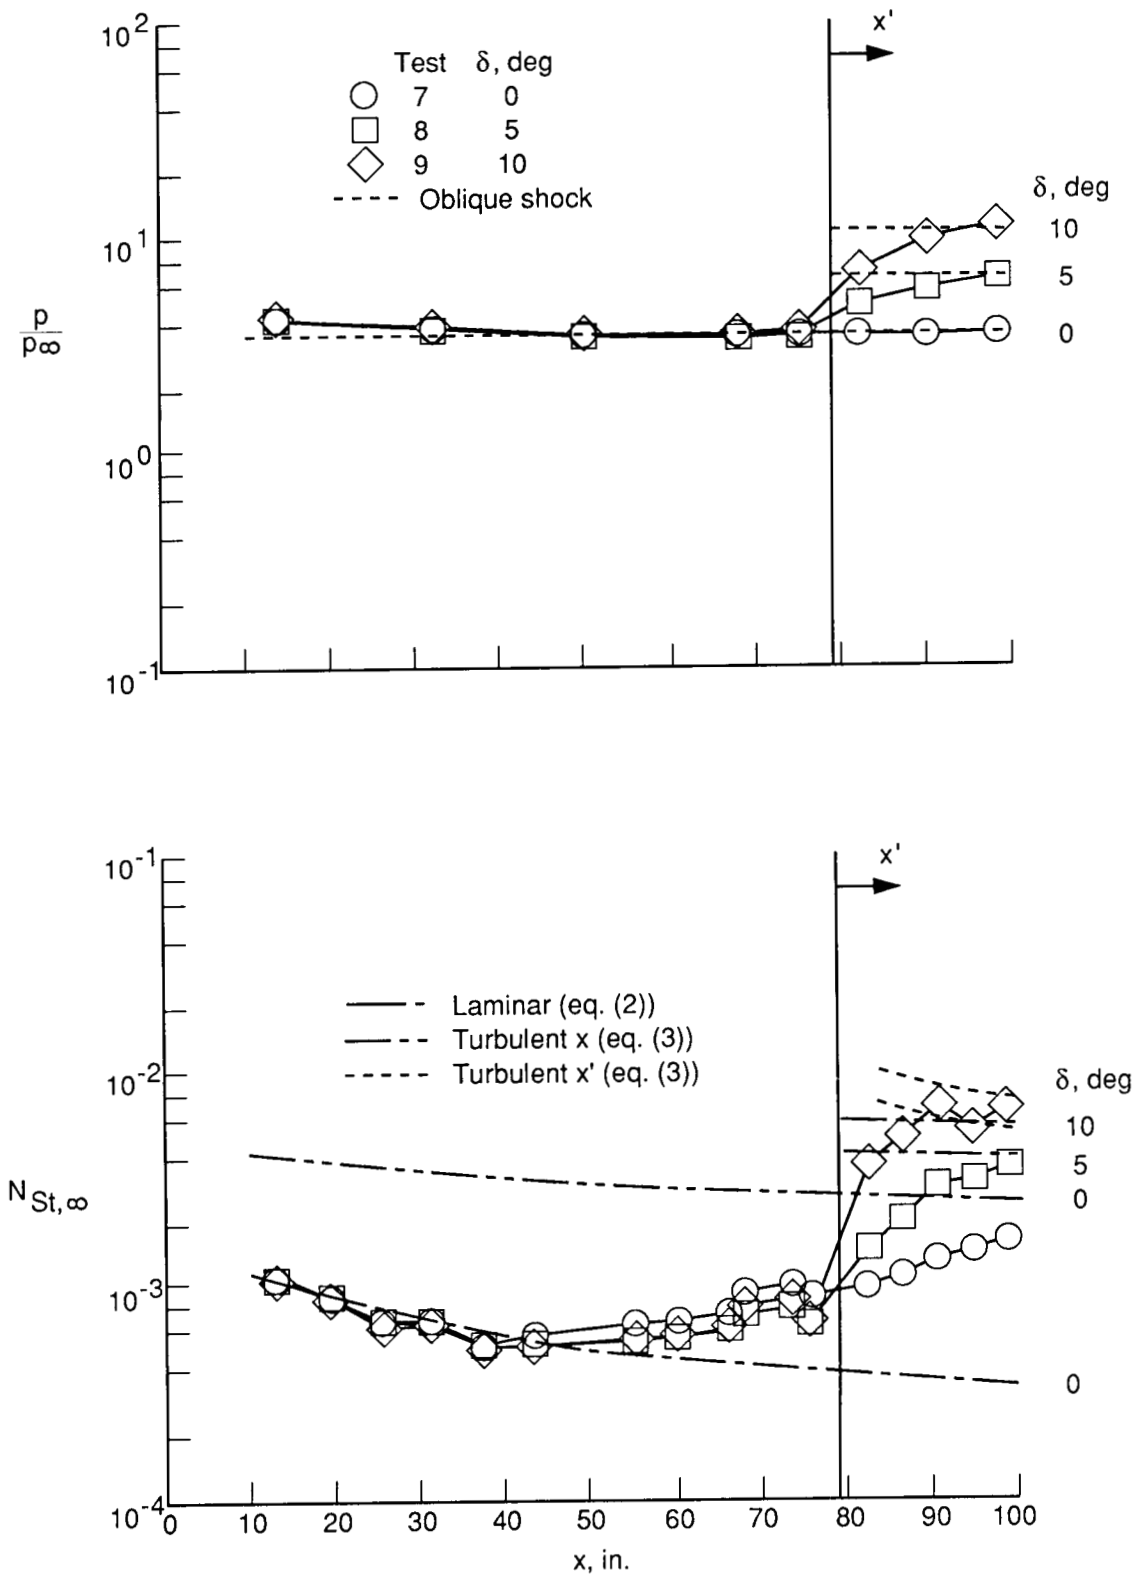 10^2
x'
Test δ, deg
7 0
8 5
9 10
Oblique shock
δ, deg
10
10^1
5
p/p∞
0
10^0
10^-1
10^-1
x'
Laminar (eq. (2))
Turbulent x (eq. (3))
Turbulent x' (eq. (3))
10^-2
δ, deg
10
5
N_St,∞
0
10^-3
0
10^-4
0 10 20 30 40 50 60 70 80 90 100
x, in.